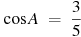 cos A = 3/5